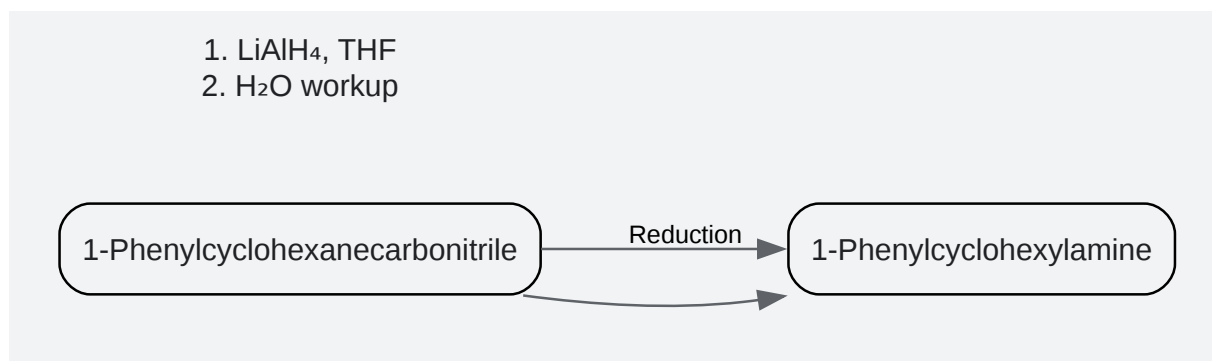 1. LiAlH₄, THF
2. H₂O workup
Reduction
1-Phenylcyclohexanecarbonitrile
1-Phenylcyclohexylamine